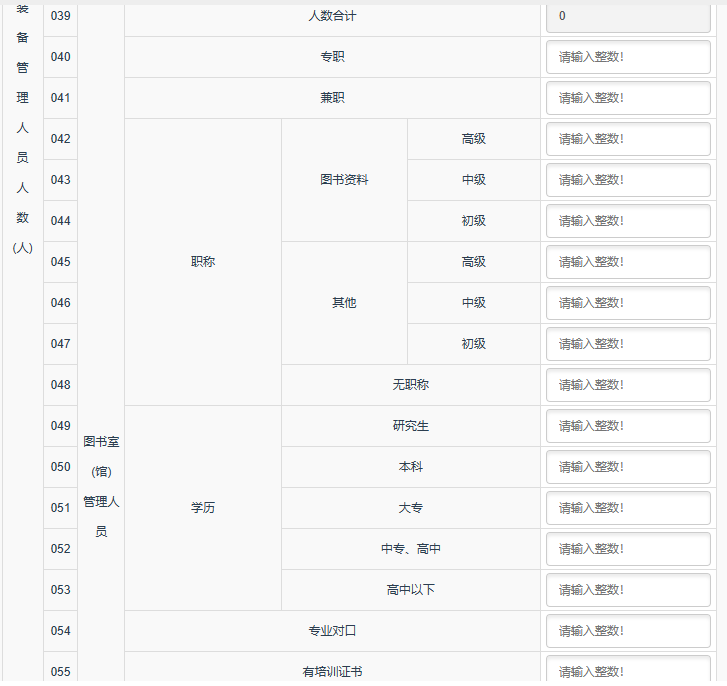 装
备
管
理
人
员
人
数
(人)
图书室
(馆)
管理人
员
039 人数合计 0
040 专职 请输入整数!
041 兼职 请输入整数!
职称
图书资料
042 高级 请输入整数!
043 中级 请输入整数!
044 初级 请输入整数!
其他
045 高级 请输入整数!
046 中级 请输入整数!
047 初级 请输入整数!
048 无职称 请输入整数!
学历
049 研究生 请输入整数!
050 本科 请输入整数!
051 大专 请输入整数!
052 中专、高中 请输入整数!
053 高中以下 请输入整数!
054 专业对口 请输入整数!
055 有培训证书 请输入整数!